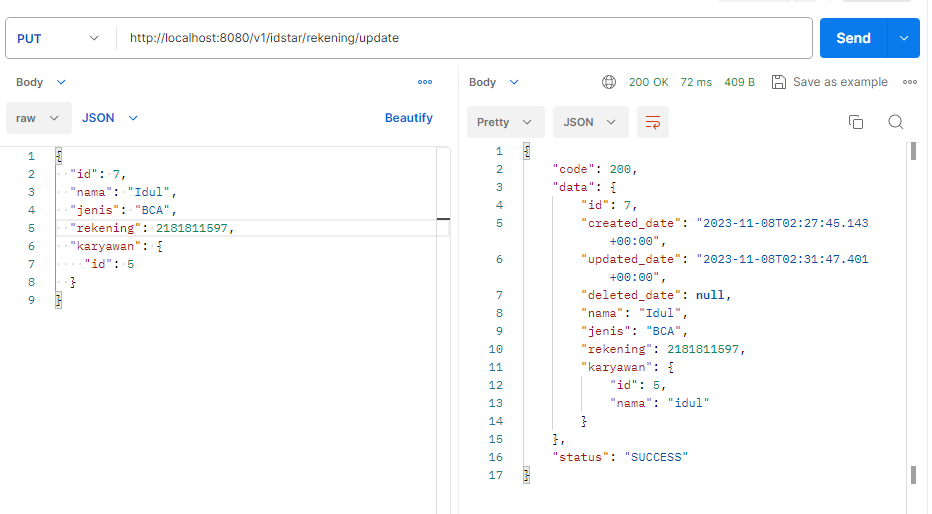 PUT http://localhost:8080/v1/idstar/rekening/update Send
Body
raw JSON Beautify
1 {
2 "id": 7,
3 "nama": "Idul",
4 "jenis": "BCA",
5 "rekening": 2181811597,
6 "karyawan": {
7 "id": 5
8 }
9 }
Body 200 OK 72 ms 409 B Save as example
Pretty JSON
1 {
2 "code": 200,
3 "data": {
4 "id": 7,
5 "created_date": "2023-11-08T02:27:45.143
+00:00",
6 "updated_date": "2023-11-08T02:31:47.401
+00:00",
7 "deleted_date": null,
8 "nama": "Idul",
9 "jenis": "BCA",
10 "rekening": 2181811597,
11 "karyawan": {
12 "id": 5,
13 "nama": "idul"
14 }
15 },
16 "status": "SUCCESS"
17 }